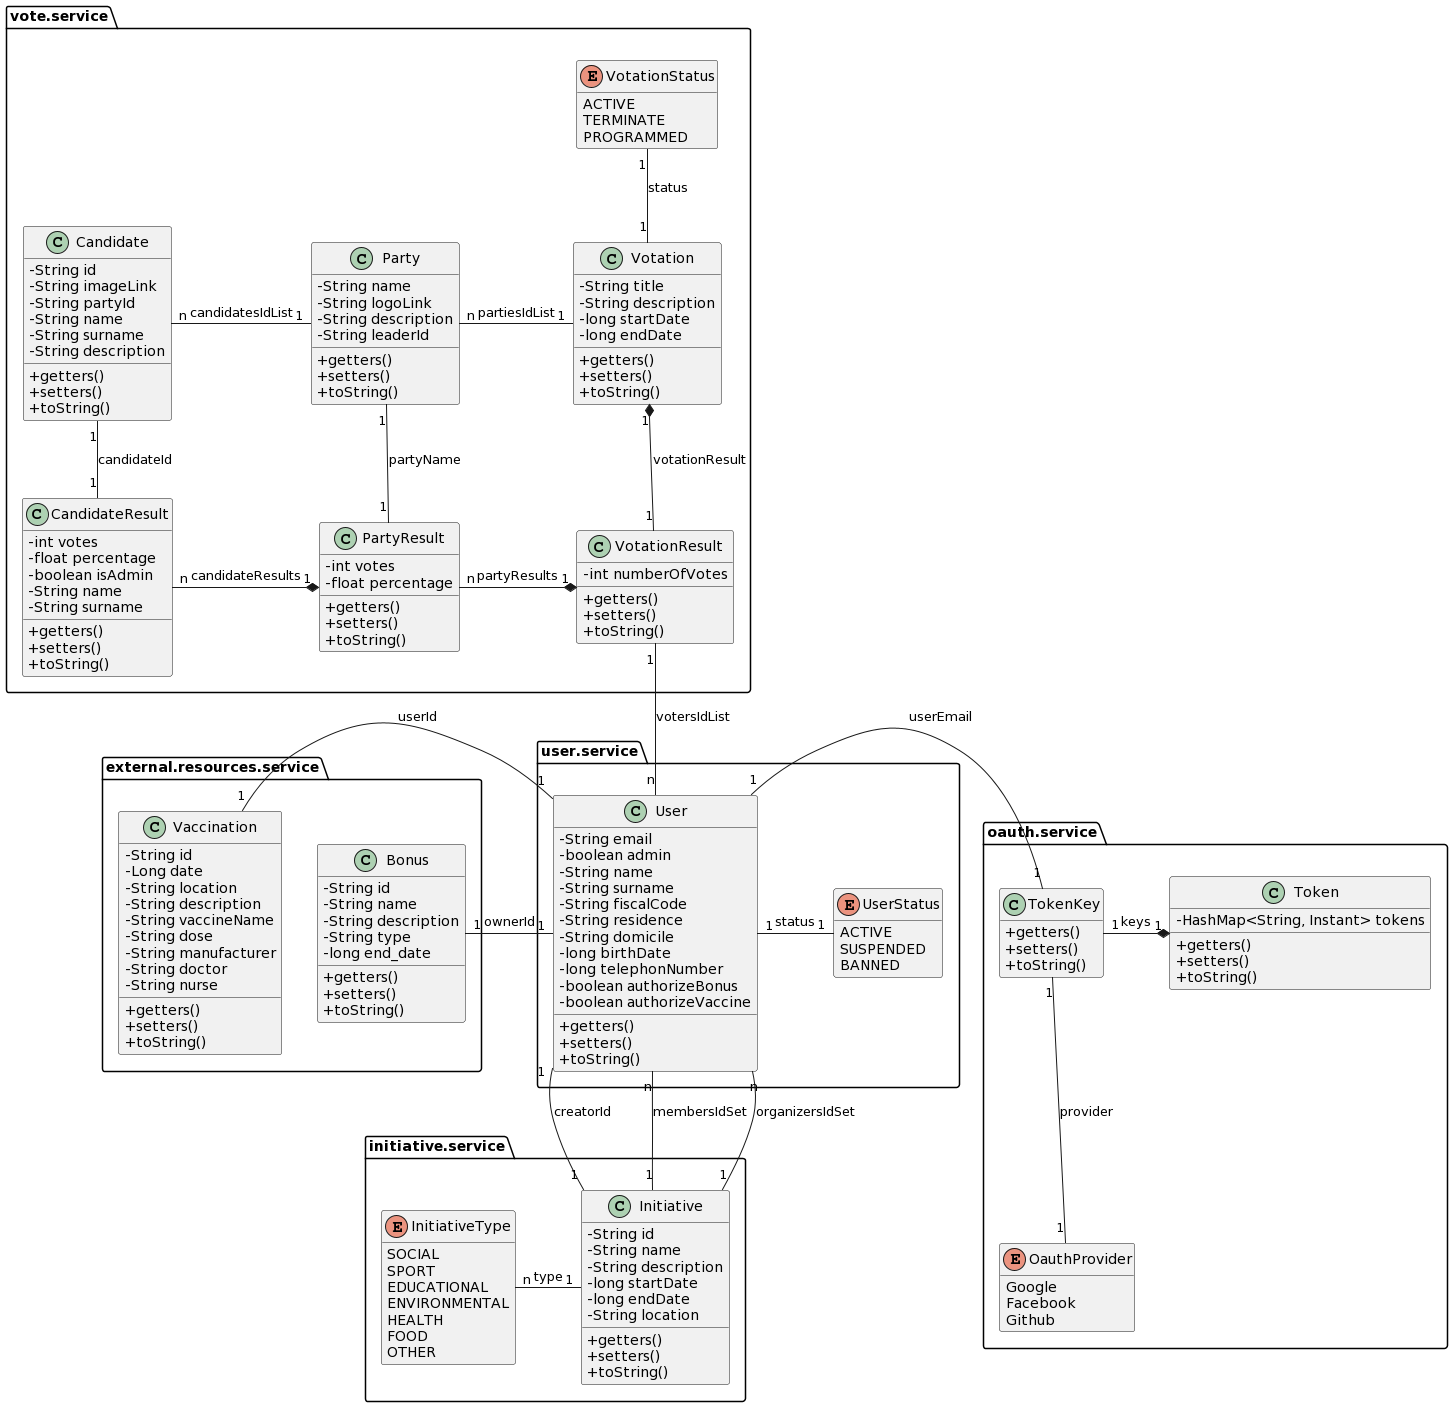 vote.service
E VotationStatus
ACTIVE
TERMINATE
PROGRAMMED
1
status
1
C Candidate
-String id
-String imageLink
-String partyId
-String name
-String surname
-String description
+getters()
+setters()
+toString()
n candidatesIdList 1
C Party
-String name
-String logoLink
-String description
-String leaderId
+getters()
+setters()
+toString()
n partiesIdList 1
C Votation
-String title
-String description
-long startDate
-long endDate
+getters()
+setters()
+toString()
1
candidateId
1
1
partyName
1
1
votationResult
1
C CandidateResult
-int votes
-float percentage
-boolean isAdmin
-String name
-String surname
+getters()
+setters()
+toString()
n candidateResults 1
C PartyResult
-int votes
-float percentage
+getters()
+setters()
+toString()
n partyResults 1
C VotationResult
-int numberOfVotes
+getters()
+setters()
+toString()
1
votersIdList
n
userId
1
1
userEmail
1
1
external.resources.service
C Vaccination
-String id
-Long date
-String location
-String description
-String vaccineName
-String dose
-String manufacturer
-String doctor
-String nurse
+getters()
+setters()
+toString()
C Bonus
-String id
-String name
-String description
-String type
-long end_date
+getters()
+setters()
+toString()
1 ownerId 1
user.service
C User
-String email
-boolean admin
-String name
-String surname
-String fiscalCode
-String residence
-String domicile
-long birthDate
-long telephonNumber
-boolean authorizeBonus
-boolean authorizeVaccine
+getters()
+setters()
+toString()
1 status 1
E UserStatus
ACTIVE
SUSPENDED
BANNED
oauth.service
C TokenKey
+getters()
+setters()
+toString()
1 keys 1
C Token
-HashMap<String, Instant> tokens
+getters()
+setters()
+toString()
1
provider
1
E OauthProvider
Google
Facebook
Github
1
creatorId
1
n
membersIdSet
1
n
organizersIdSet
1
initiative.service
E InitiativeType
SOCIAL
SPORT
EDUCATIONAL
ENVIRONMENTAL
HEALTH
FOOD
OTHER
n type 1
C Initiative
-String id
-String name
-String description
-long startDate
-long endDate
-String location
+getters()
+setters()
+toString()